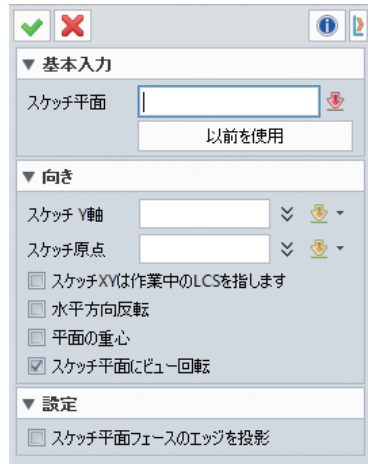 基本入力
スケッチ平面
以前を使用
向き
スケッチ Y軸
スケッチ原点
スケッチXYは作業中のLCSを指します
水平方向反転
平面の重心
スケッチ平面にビュー回転
設定
スケッチ平面フェースのエッジを投影